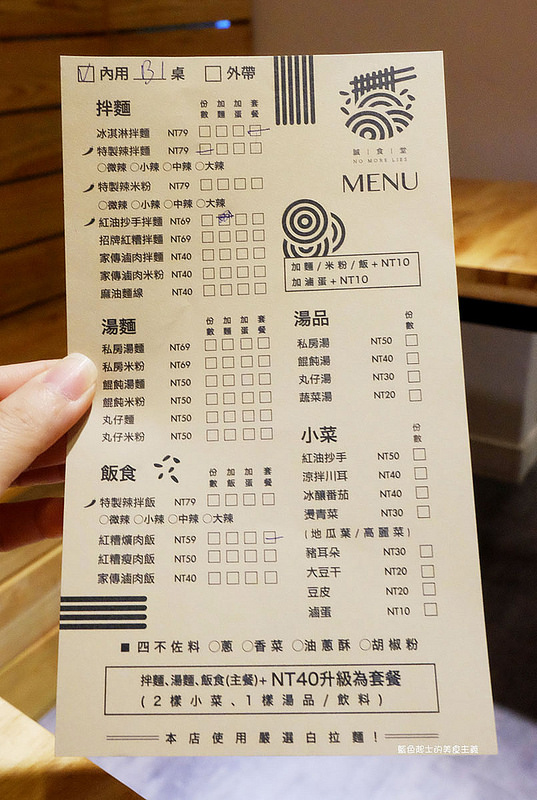 內用 B1 桌 外帶
誠食堂
NO MORE LIES
MENU
拌麵 份數 加麵 加蛋 套餐
冰淇淋拌麵 NT79
特製辣拌麵 NT79
微辣 小辣 中辣 大辣
特製辣米粉 NT79
微辣 小辣 中辣 大辣
紅油抄手拌麵 NT69
招牌紅糟拌麵 NT69
家傳滷肉拌麵 NT40
家傳滷肉米粉 NT40
麻油麵線 NT40
加麵/米粉/飯+NT10
加滷蛋+NT10
湯麵 份數 加麵 加蛋 套餐
私房湯麵 NT69
私房米粉 NT69
餛飩湯麵 NT50
餛飩米粉 NT50
丸仔麵 NT50
丸仔米粉 NT50
飯食 份數 加飯 加蛋 套餐
特製辣拌飯 NT79
微辣 小辣 中辣 大辣
紅糟爌肉飯 NT59
紅糟瘦肉飯 NT50
家傳滷肉飯 NT40
湯品 份數
私房湯 NT50
餛飩湯 NT40
丸仔湯 NT30
蔬菜湯 NT20
小菜 份數
紅油抄手 NT50
涼拌川耳 NT40
冰釀番茄 NT40
燙青菜 NT30
(地瓜葉/高麗菜)
豬耳朵 NT30
大豆干 NT20
豆皮 NT20
滷蛋 NT10
■四不佐料 蔥 香菜 油蔥酥 胡椒粉
拌麵、湯麵、飯食(主餐)+NT40升級為套餐
(2樣小菜、1樣湯品/飲料)
本店使用嚴選白拉麵!
藍色起士的美食主義